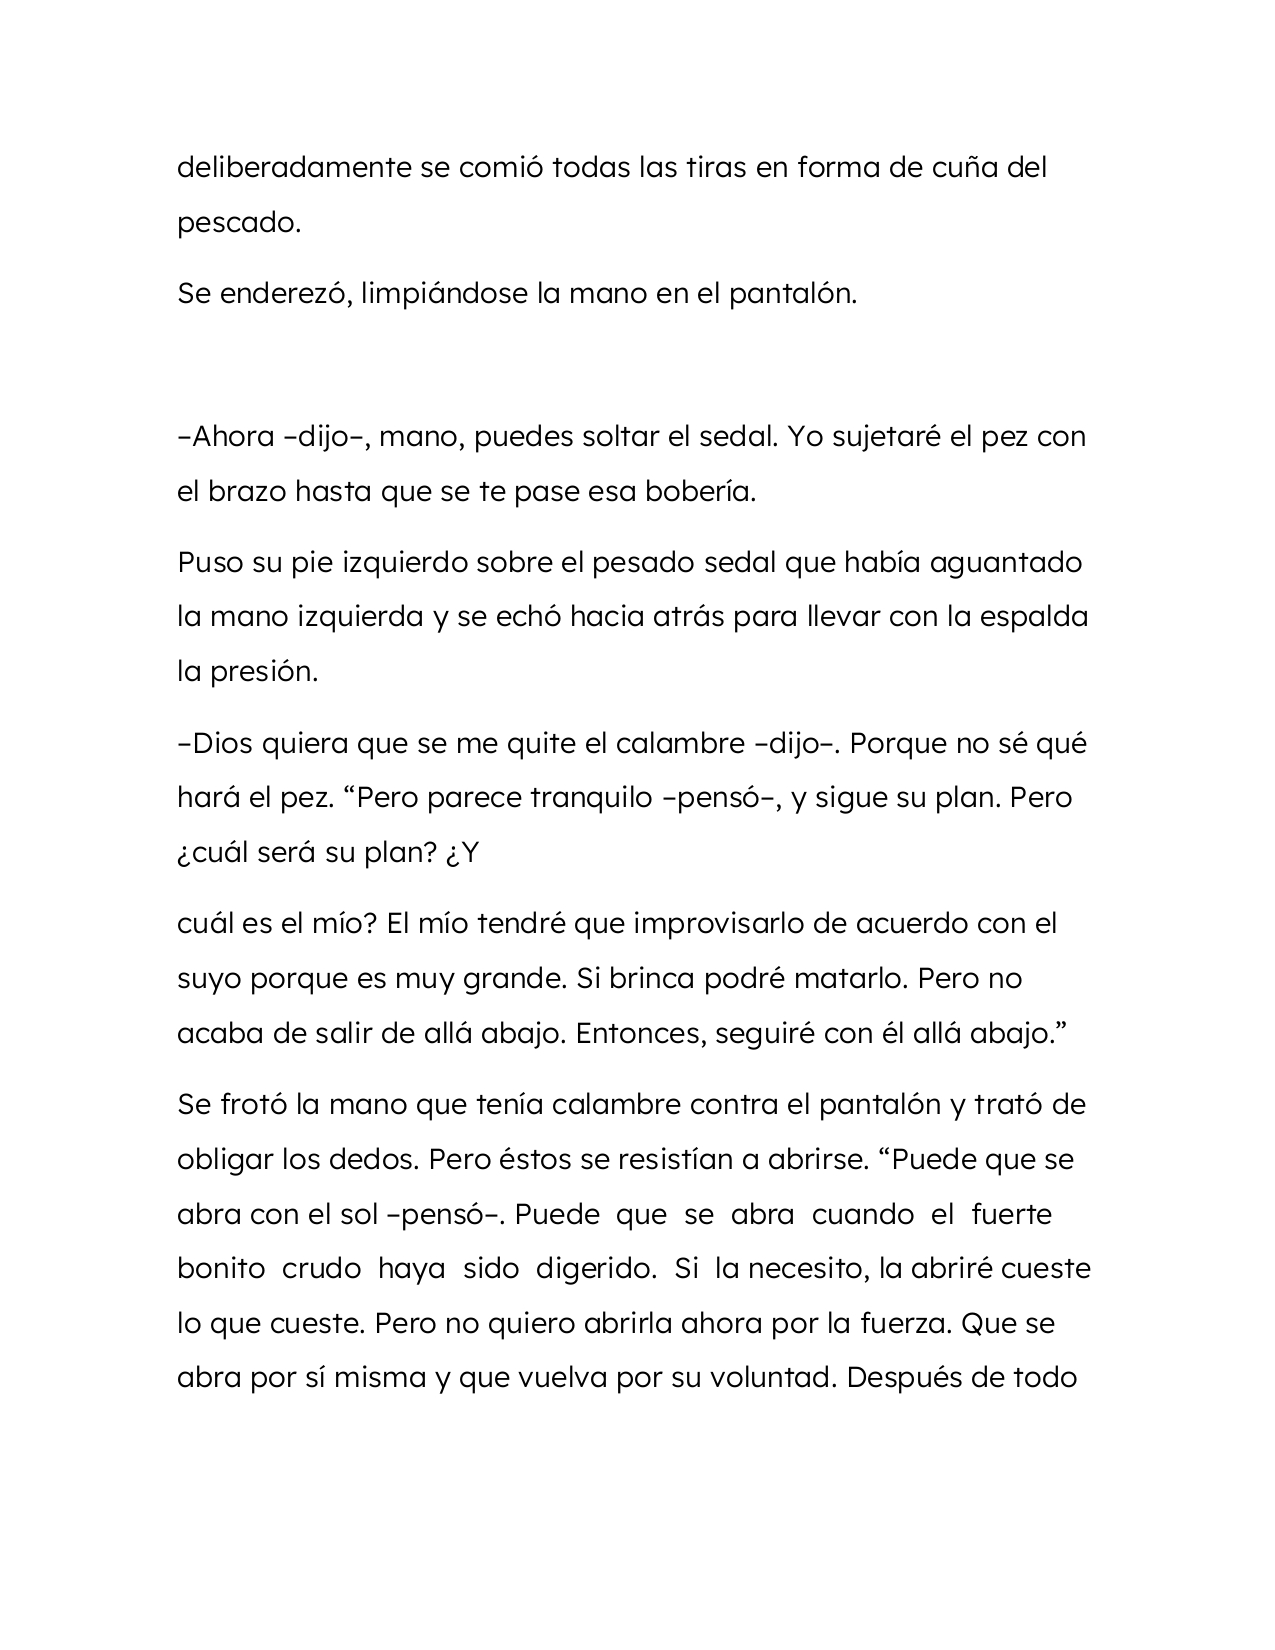 deliberadamente se comió todas las tiras en forma de cuña del
pescado.
Se enderezó, limpiándose la mano en el pantalón.
–Ahora –dijo–, mano, puedes soltar el sedal. Yo sujetaré el pez con
el brazo hasta que se te pase esa bobería.
Puso su pie izquierdo sobre el pesado sedal que había aguantado
la mano izquierda y se echó hacia atrás para llevar con la espalda
la presión.
–Dios quiera que se me quite el calambre –dijo–. Porque no sé qué
hará el pez. “Pero parece tranquilo –pensó–, y sigue su plan. Pero
¿cuál será su plan? ¿Y
cuál es el mío? El mío tendré que improvisarlo de acuerdo con el
suyo porque es muy grande. Si brinca podré matarlo. Pero no
acaba de salir de allá abajo. Entonces, seguiré con él allá abajo.”
Se frotó la mano que tenía calambre contra el pantalón y trató de
obligar los dedos. Pero éstos se resistían a abrirse. “Puede que se
abra con el sol –pensó–. Puede que se abra cuando el fuerte
bonito crudo haya sido digerido. Si la necesito, la abriré cueste
lo que cueste. Pero no quiero abrirla ahora por la fuerza. Que se
abra por sí misma y que vuelva por su voluntad. Después de todo